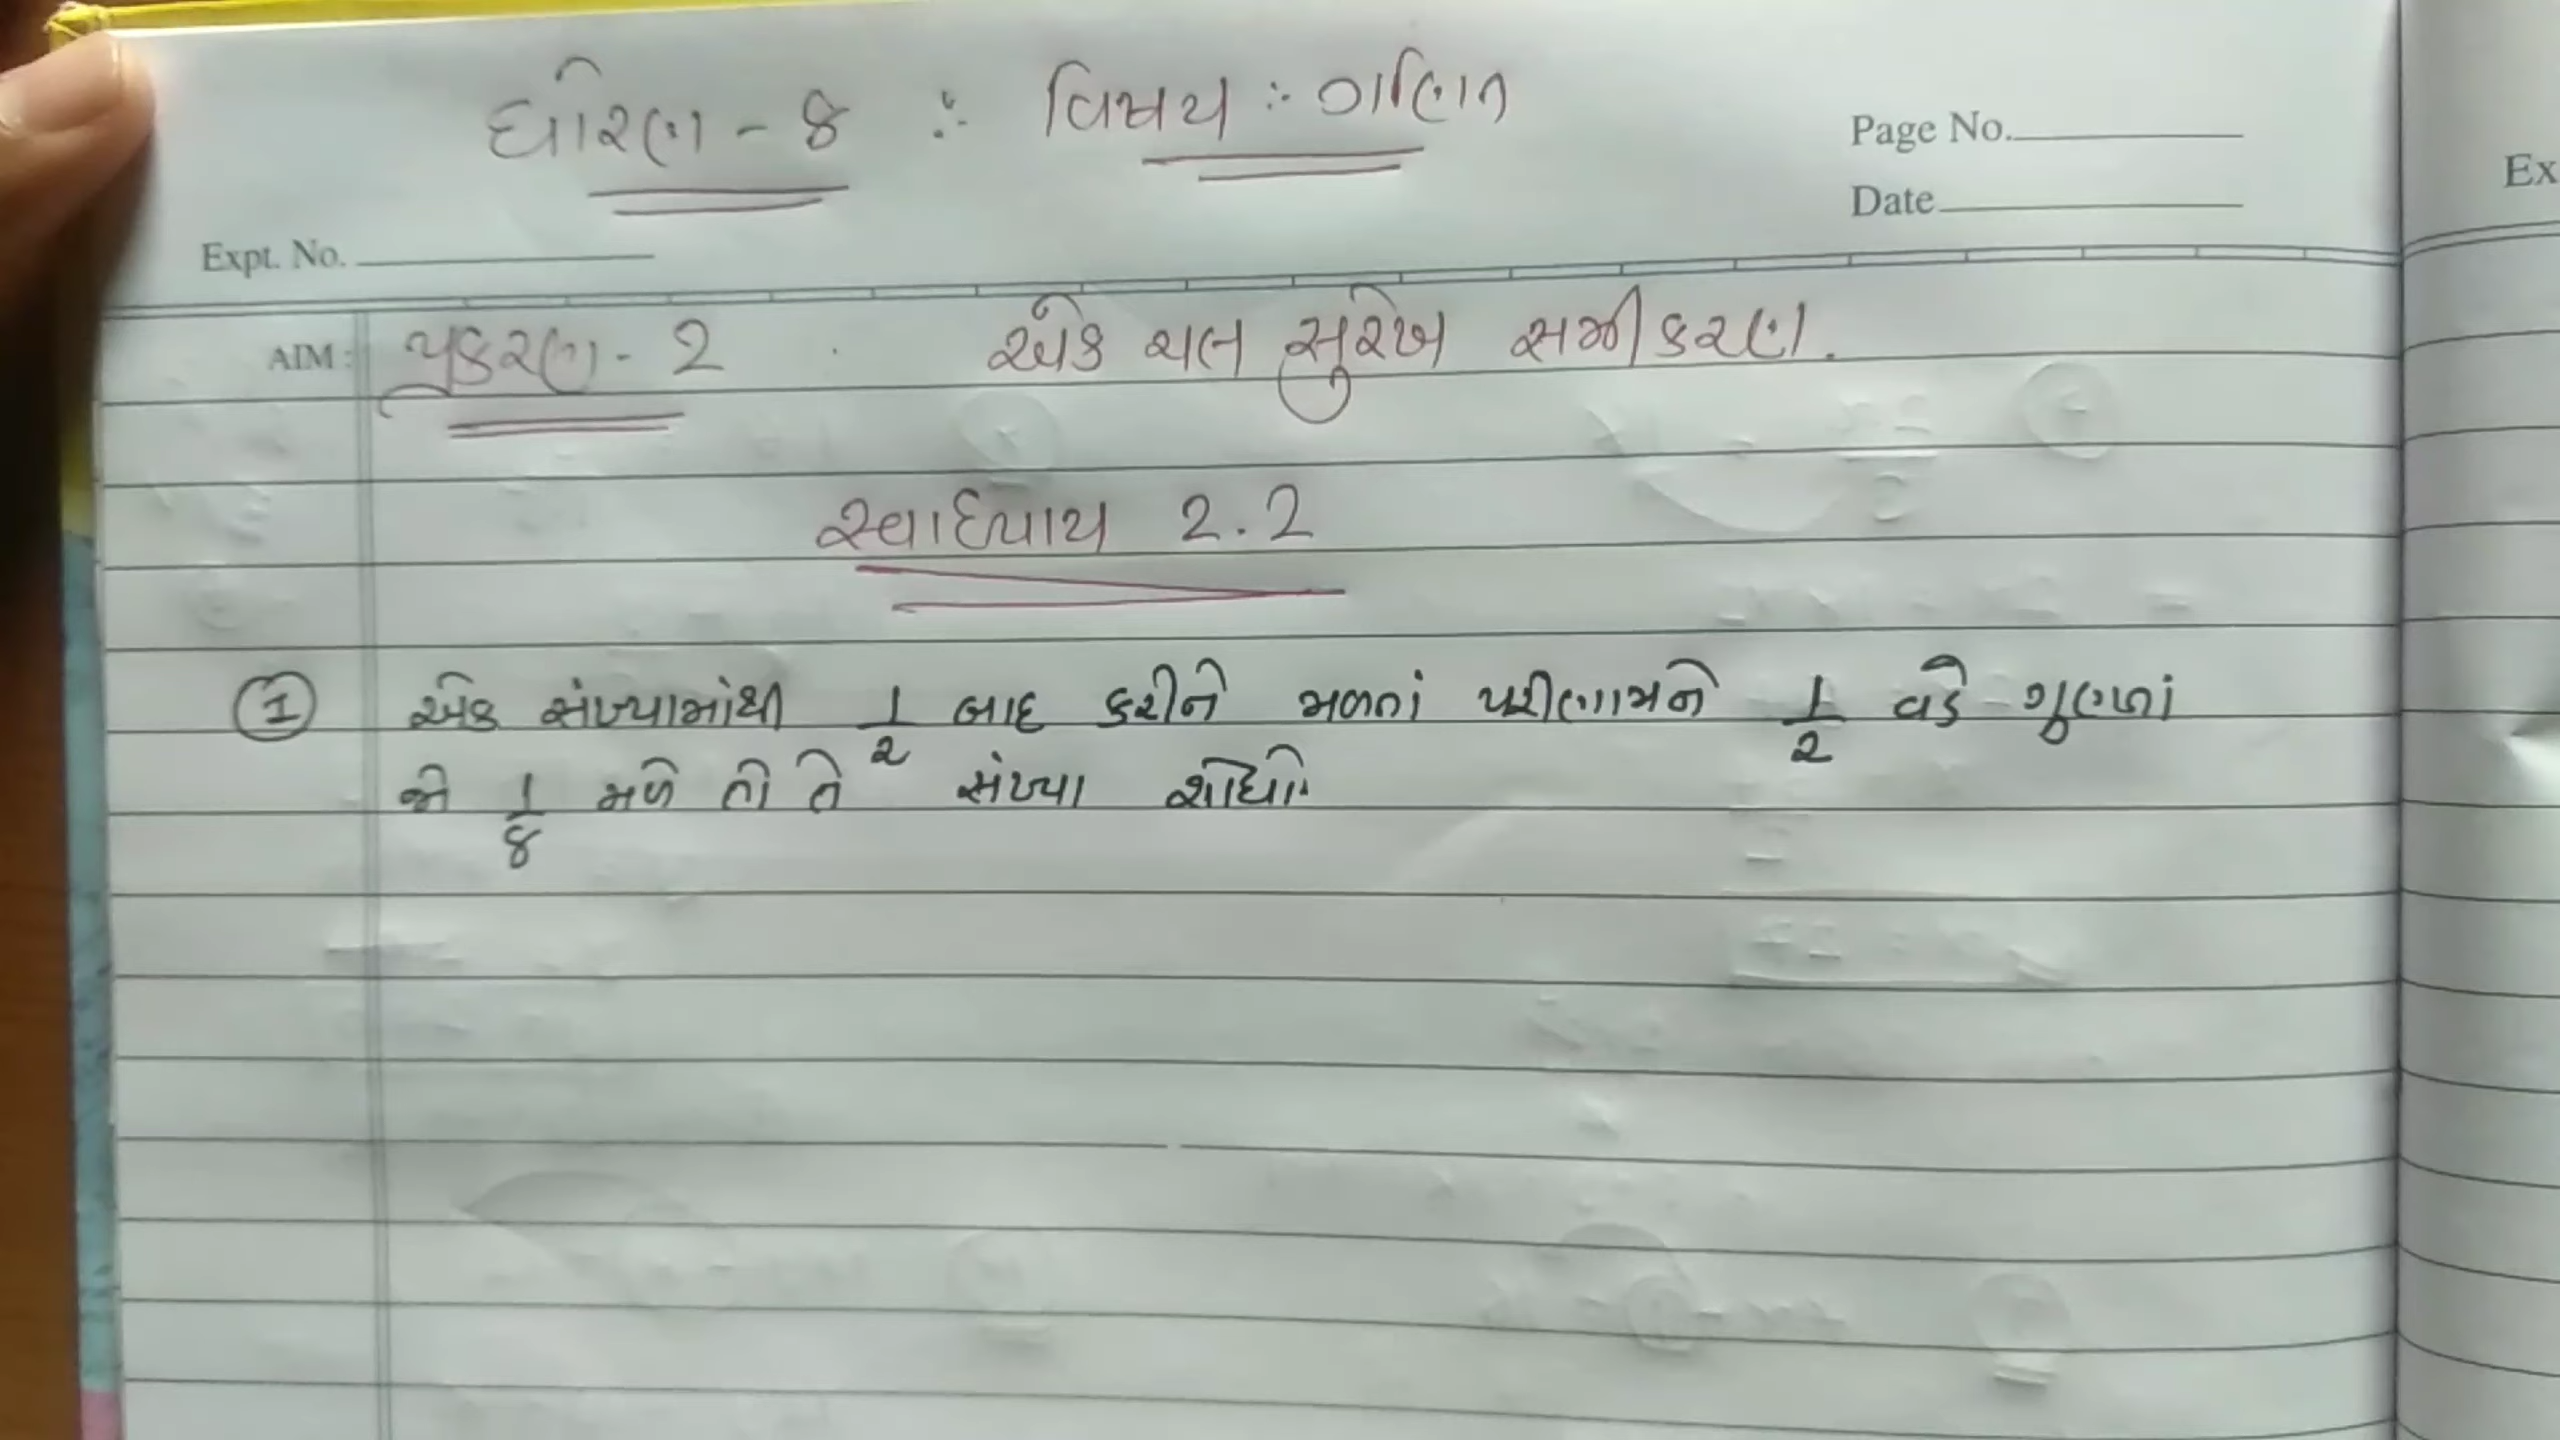 ધોરણ - 8 ∴ વિષય :- ગણિત
Page No.
Date
Ex
Expt. No.
AIM : પ્રકરણ - 2 એક ચલ સુરેખ સમીકરણ.
સ્વાધ્યાય 2.2
① એક સંખ્યામાંથી 1/2 બાદ કરીને મળતાં પરીણામને 1/2 વડે ગુણતાં
જો 1/8 મળે તો તે સંખ્યા શોધો.